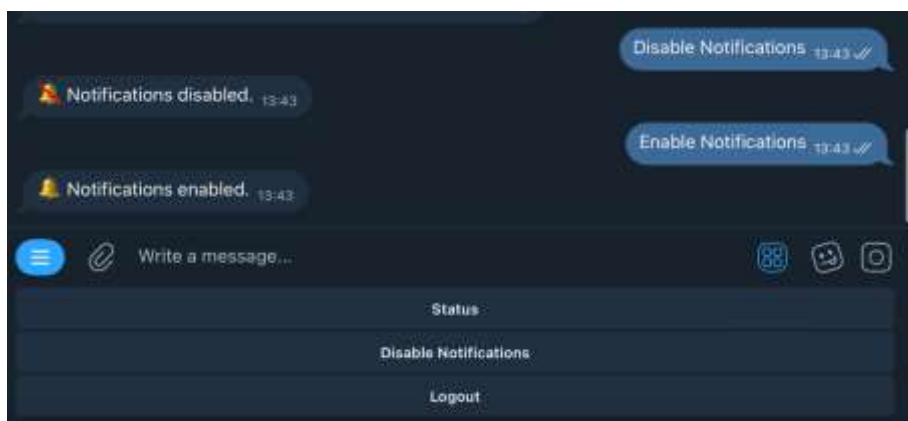 Disable Notifications 13:43
Notifications disabled. 13:43
Enable Notifications 13:43
Notifications enabled. 13:43
Write a message...
Status
Disable Notifications
Logout